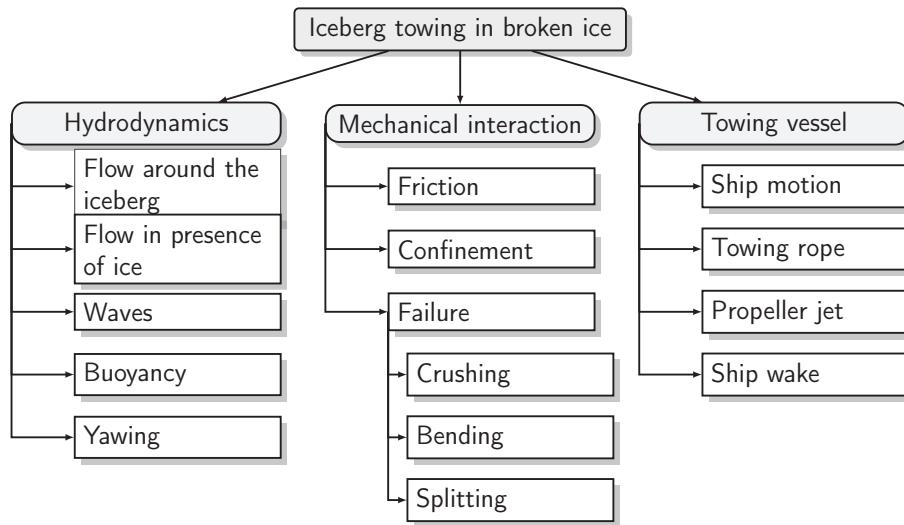 Iceberg towing in broken ice
Hydrodynamics
Flow around the
iceberg
Flow in presence
of ice
Waves
Buoyancy
Yawing
Mechanical interaction
Friction
Confinement
Failure
Crushing
Bending
Splitting
Towing vessel
Ship motion
Towing rope
Propeller jet
Ship wake